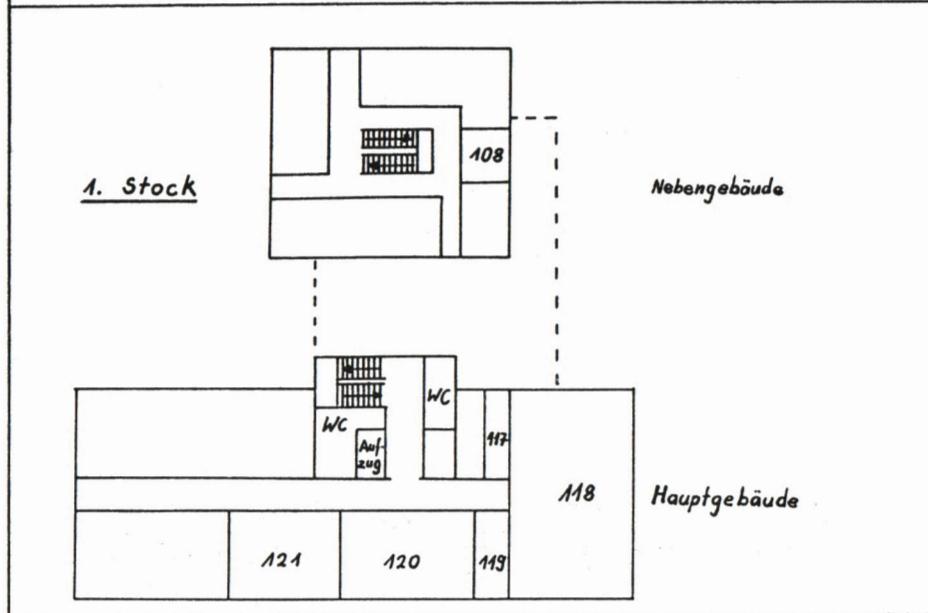 108
1. Stock
Nebengebäude
WC
WC
Auf-
zug
117
118
Hauptgebäude
121
120
119